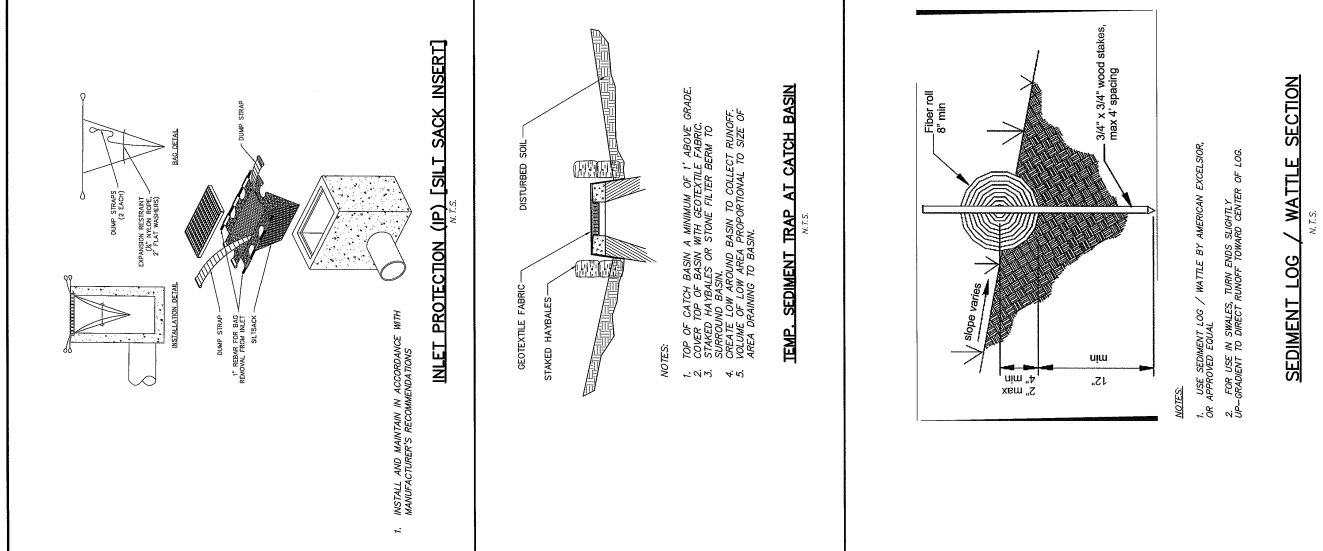 DUMP STRAPS
(2 EACH)
EXPANSION RESTRAINT
2" FLAT WASHERS)
BAG DETAIL
INSTALLATION DETAIL
DUMP STRAP
DUMP STRAP
1" REBAR FOR BAG
REMOVAL FROM INLET
SILTSACK
1. INSTALL AND MAINTAIN IN ACCORDANCE WITH
MANUFACTURER'S RECOMMENDATIONS
INLET PROTECTION (IP) [SILT SACK INSERT]
N.T.S.
GEOTEXTILE FABRIC
STAKED HAYBALES
DISTURBED SOIL
NOTES:
1. TOP OF CATCH BASIN A MINIMUM OF 1' ABOVE GRADE.
2. COVER TOP OF BASIN WITH GEOTEXTILE FABRIC.
3. STAKED HAYBALES OR STONE FILTER BERM TO
SURROUND BASIN.
4. CREATE LOW AROUND BASIN TO COLLECT RUNOFF.
5. VOLUME OF LOW AREA PROPORTIONAL TO SIZE OF
AREA DRAINING TO BASIN.
TEMP. SEDIMENT TRAP AT CATCH BASIN
N.T.S.
Fiber roll
8" min
slope varies
3/4" x 3/4" wood stakes,
max 4' spacing
2" max
4" min
12"
min
NOTES:
1. USE SEDIMENT LOG / WATTLE BY AMERICAN EXCELSIOR,
OR APPROVED EQUAL
2. FOR USE IN SWALES, TURN ENDS SLIGHTLY
UP-GRADIENT TO DIRECT RUNOFF TOWARD CENTER OF LOG.
SEDIMENT LOG / WATTLE SECTION
N.T.S.